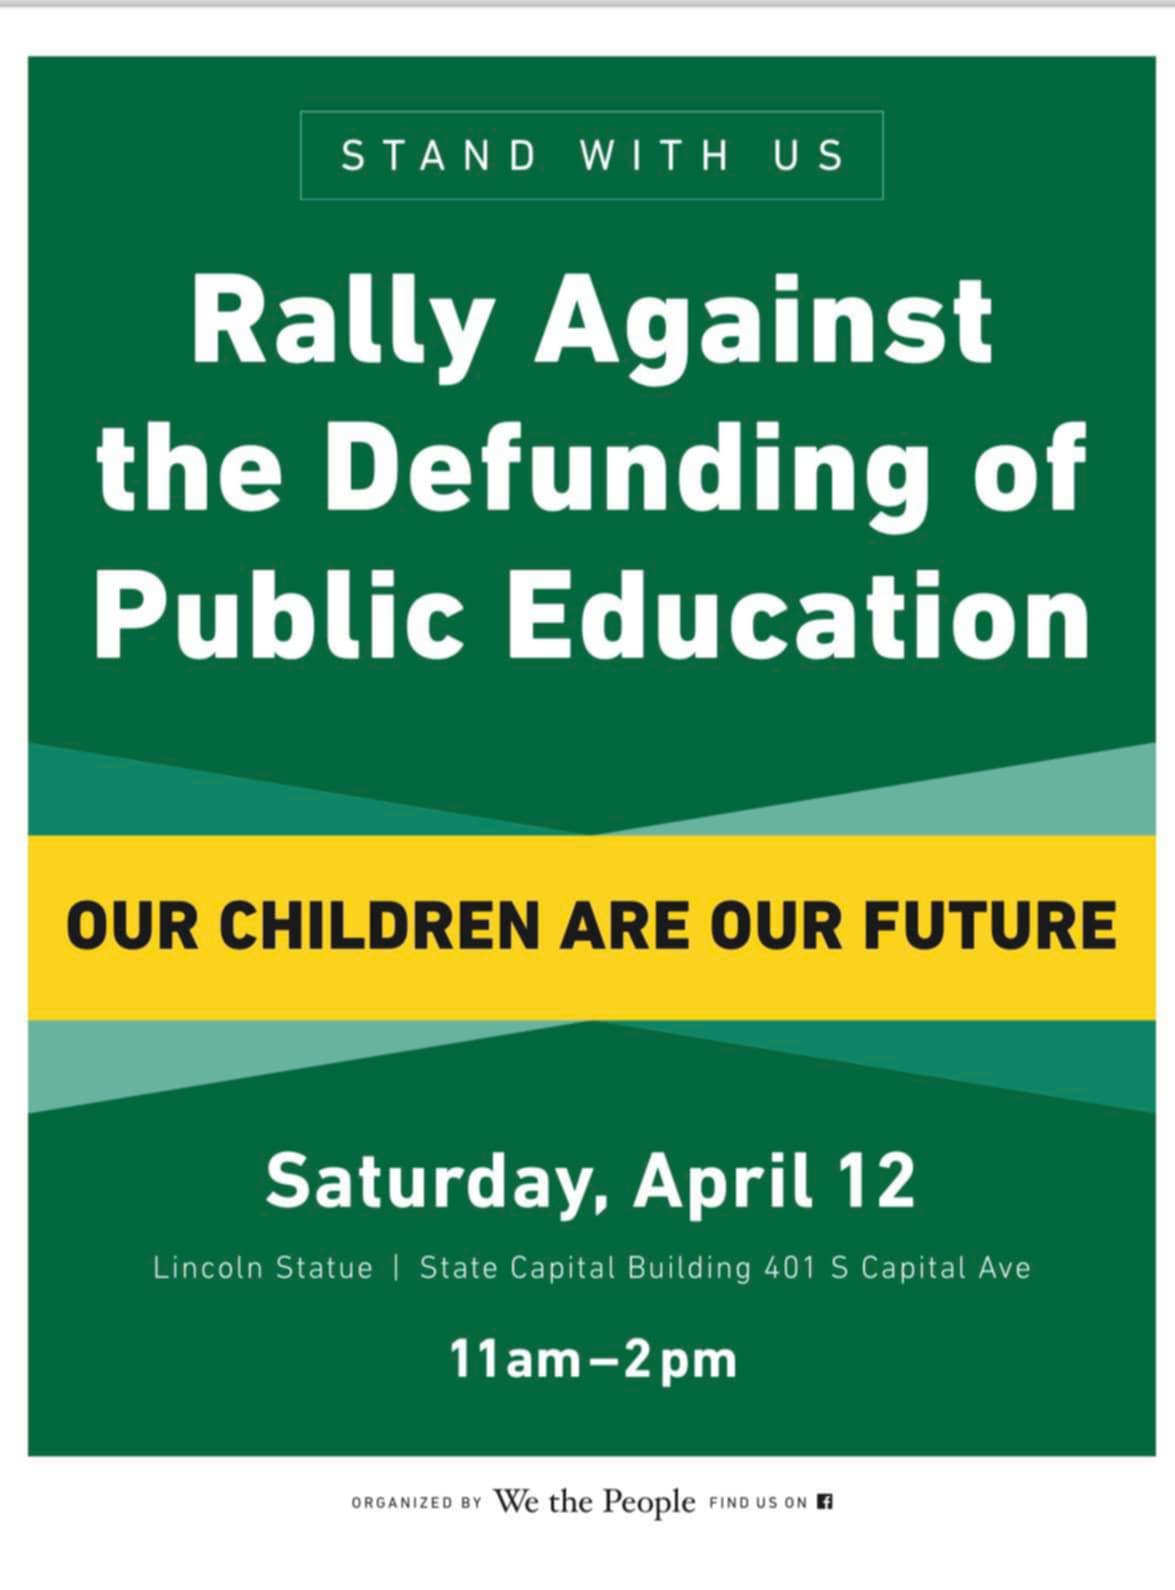 STAND WITH US
Rally Against
the Defunding of
Public Education
OUR CHILDREN ARE OUR FUTURE
Saturday, April 12
Lincoln Statue | State Capital Building 401 S Capital Ave
11am–2pm
ORGANIZED BY We the People FIND US ON